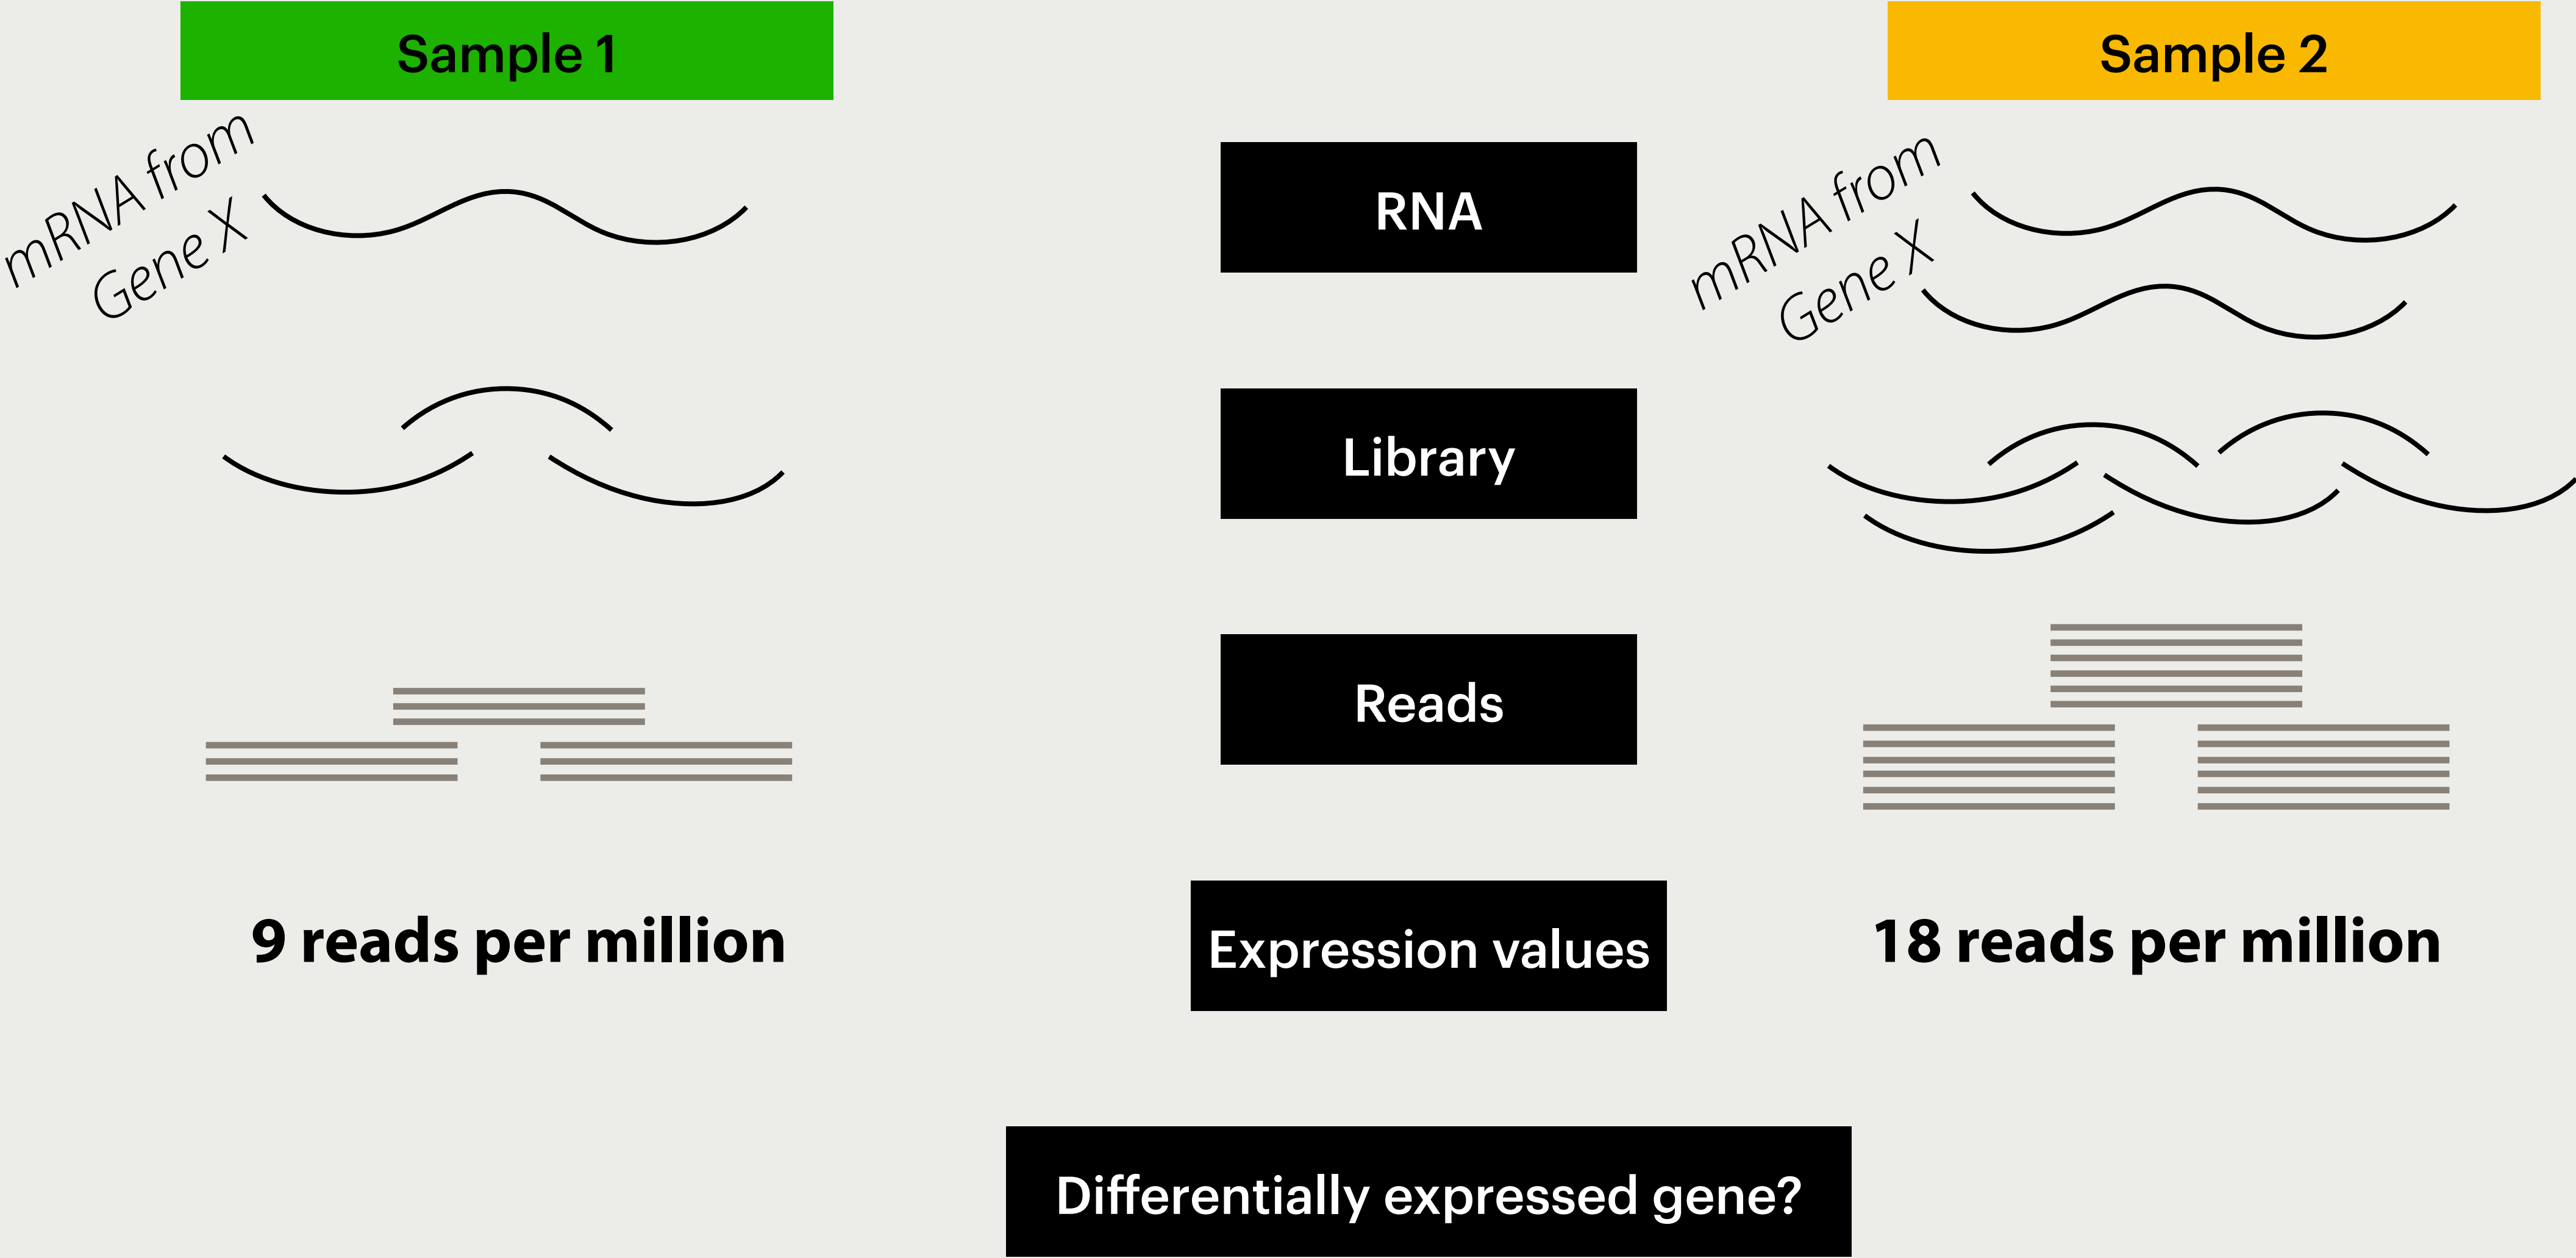 Sample 1
Sample 2
mRNA from
Gene X
RNA
mRNA from
Gene X
Library
Reads
9 reads per million
Expression values
18 reads per million
Differentially expressed gene?